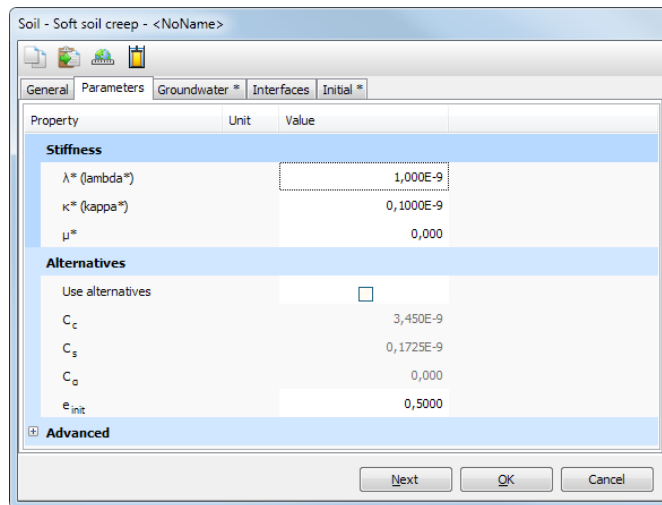 Soil - Soft soil creep - <NoName>
General Parameters Groundwater * Interfaces Initial *
Property Unit Value
Stiffness
λ* (lambda*) 1,000E-9
κ* (kappa*) 0,1000E-9
μ* 0,000
Alternatives
Use alternatives
Cc 3,450E-9
Cs 0,1725E-9
Cα 0,000
einit 0,5000
Advanced
Next OK Cancel